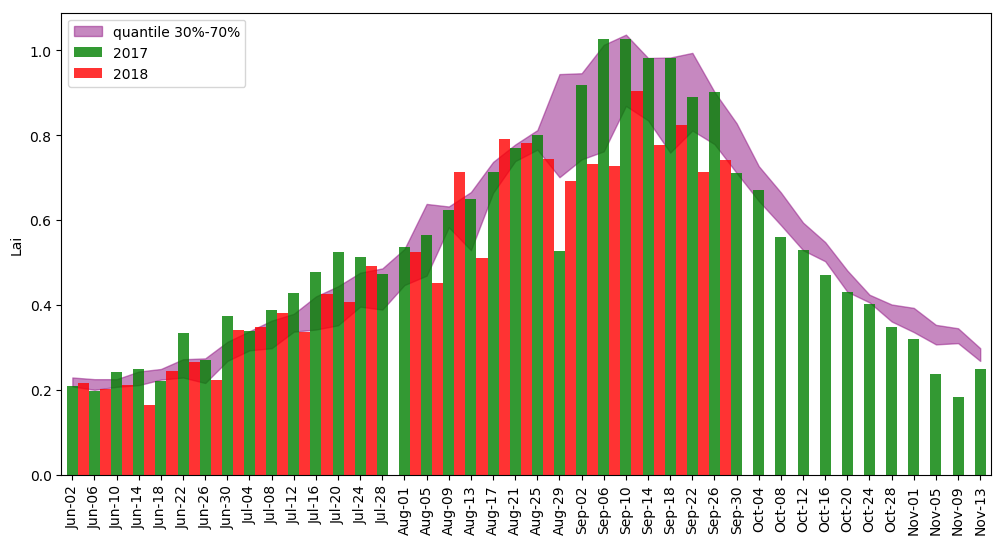 quantile 30%-70%
2017
2018
Lai
1.0
0.8
0.6
0.4
0.2
0.0
Jun-02
Jun-06
Jun-10
Jun-14
Jun-18
Jun-22
Jun-26
Jun-30
Jul-04
Jul-08
Jul-12
Jul-16
Jul-20
Jul-24
Jul-28
Aug-01
Aug-05
Aug-09
Aug-13
Aug-17
Aug-21
Aug-25
Aug-29
Sep-02
Sep-06
Sep-10
Sep-14
Sep-18
Sep-22
Sep-26
Sep-30
Oct-04
Oct-08
Oct-12
Oct-16
Oct-20
Oct-24
Oct-28
Nov-01
Nov-05
Nov-09
Nov-13